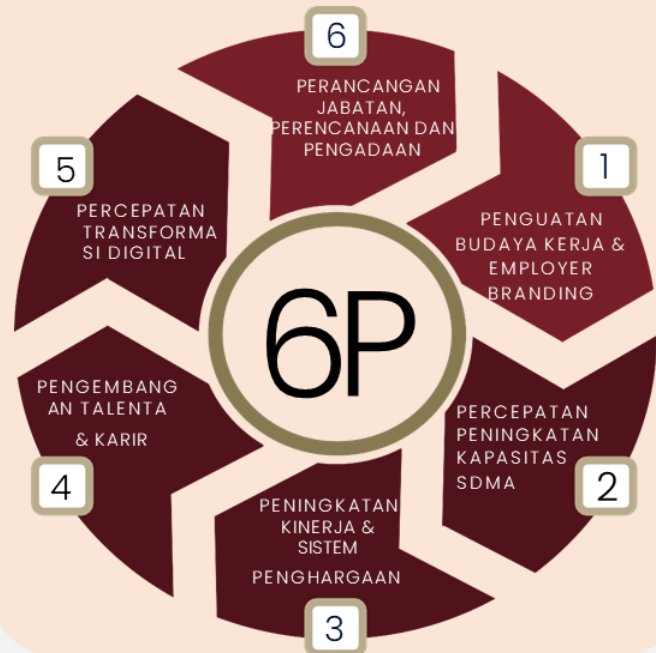 6
PERANCANGAN
JABATAN,
PERENCANAAN DAN
PENGADAAN
1
PENGUATAN
BUDAYA KERJA &
EMPLOYER
BRANDING
2
PERCEPATAN
PENINGKATAN
KAPASITAS
SDMA
3
PENINGKATAN
KINERJA &
SISTEM
PENGHARGAAN
4
PENGEMBANG
AN TALENTA
& KARIR
5
PERCEPATAN
TRANSFORMA
SI DIGITAL
6P